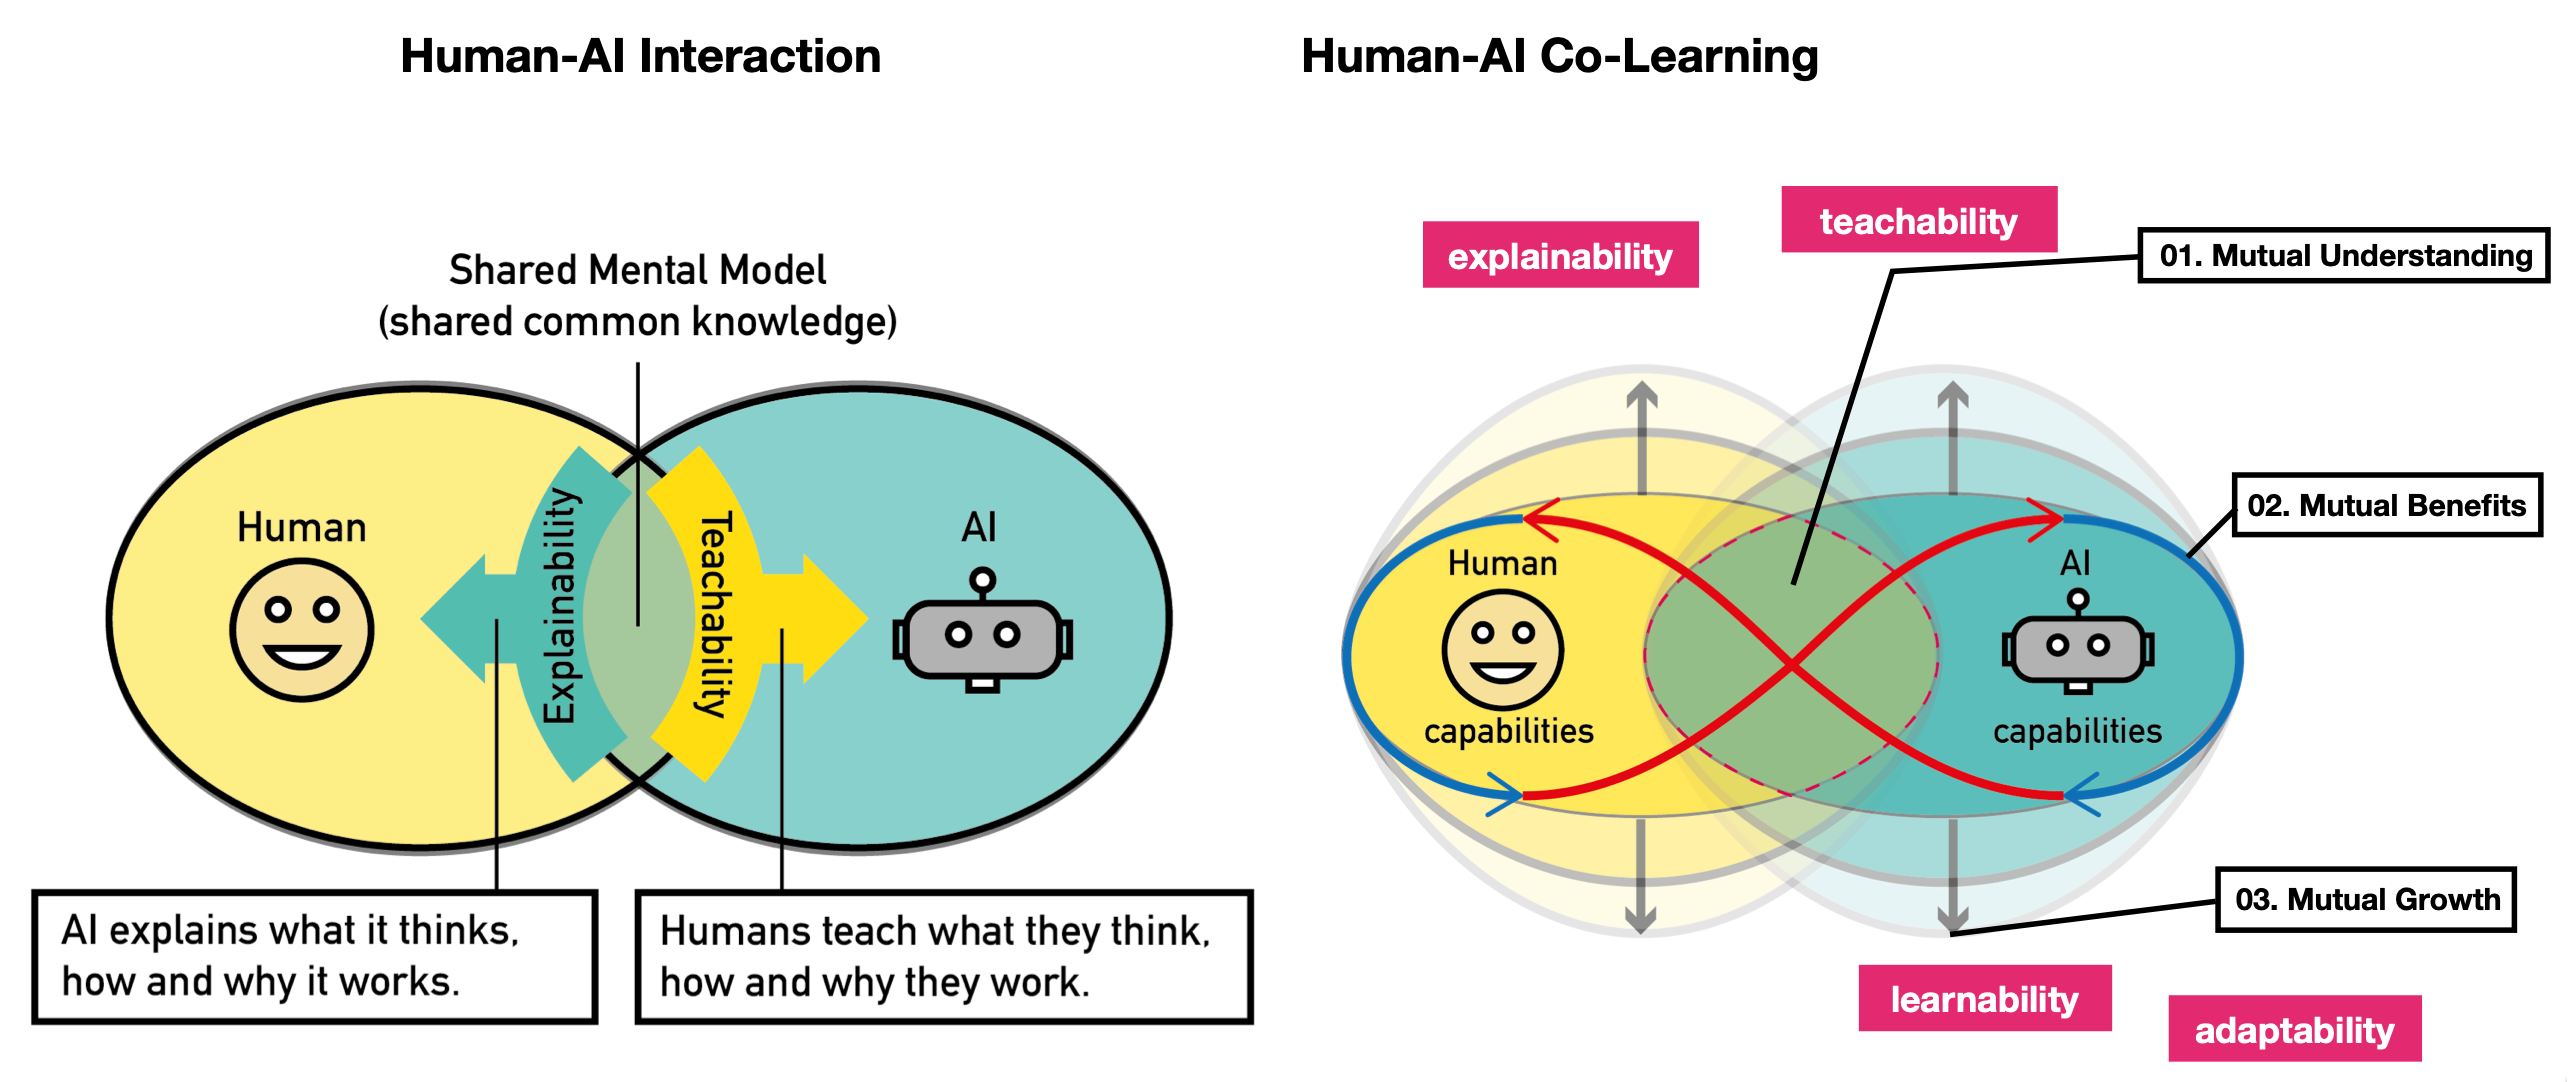 Human-AI Interaction
Shared Mental Model
(shared common knowledge)
Human
Explainability
Teachability
AI
AI explains what it thinks,
how and why it works.
Humans teach what they think,
how and why they work.
Human-AI Co-Learning
explainability
teachability
01. Mutual Understanding
02. Mutual Benefits
Human
capabilities
AI
capabilities
03. Mutual Growth
learnability
adaptability